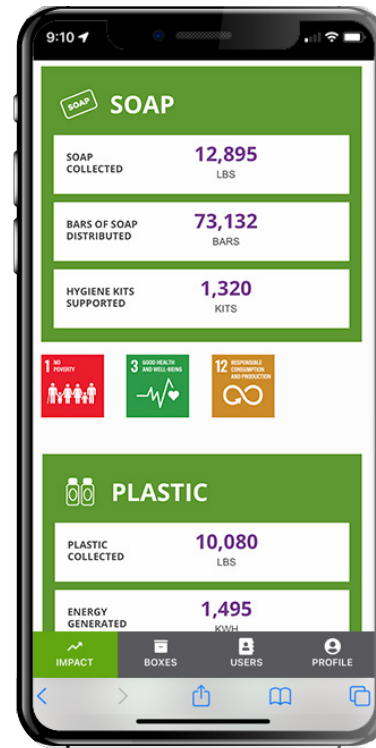 9:10
SOAP
SOAP
SOAP
COLLECTED
12,895
LBS
BARS OF SOAP
DISTRIBUTED
73,132
BARS
HYGIENE KITS
SUPPORTED
1,320
KITS
1 NO
POVERTY
3 GOOD HEALTH
AND WELL-BEING
12 RESPONSIBLE
CONSUMPTION
AND PRODUCTION
PLASTIC
PLASTIC
COLLECTED
10,080
LBS
ENERGY
GENERATED
1,495
KWH
IMPACT
BOXES
USERS
PROFILE